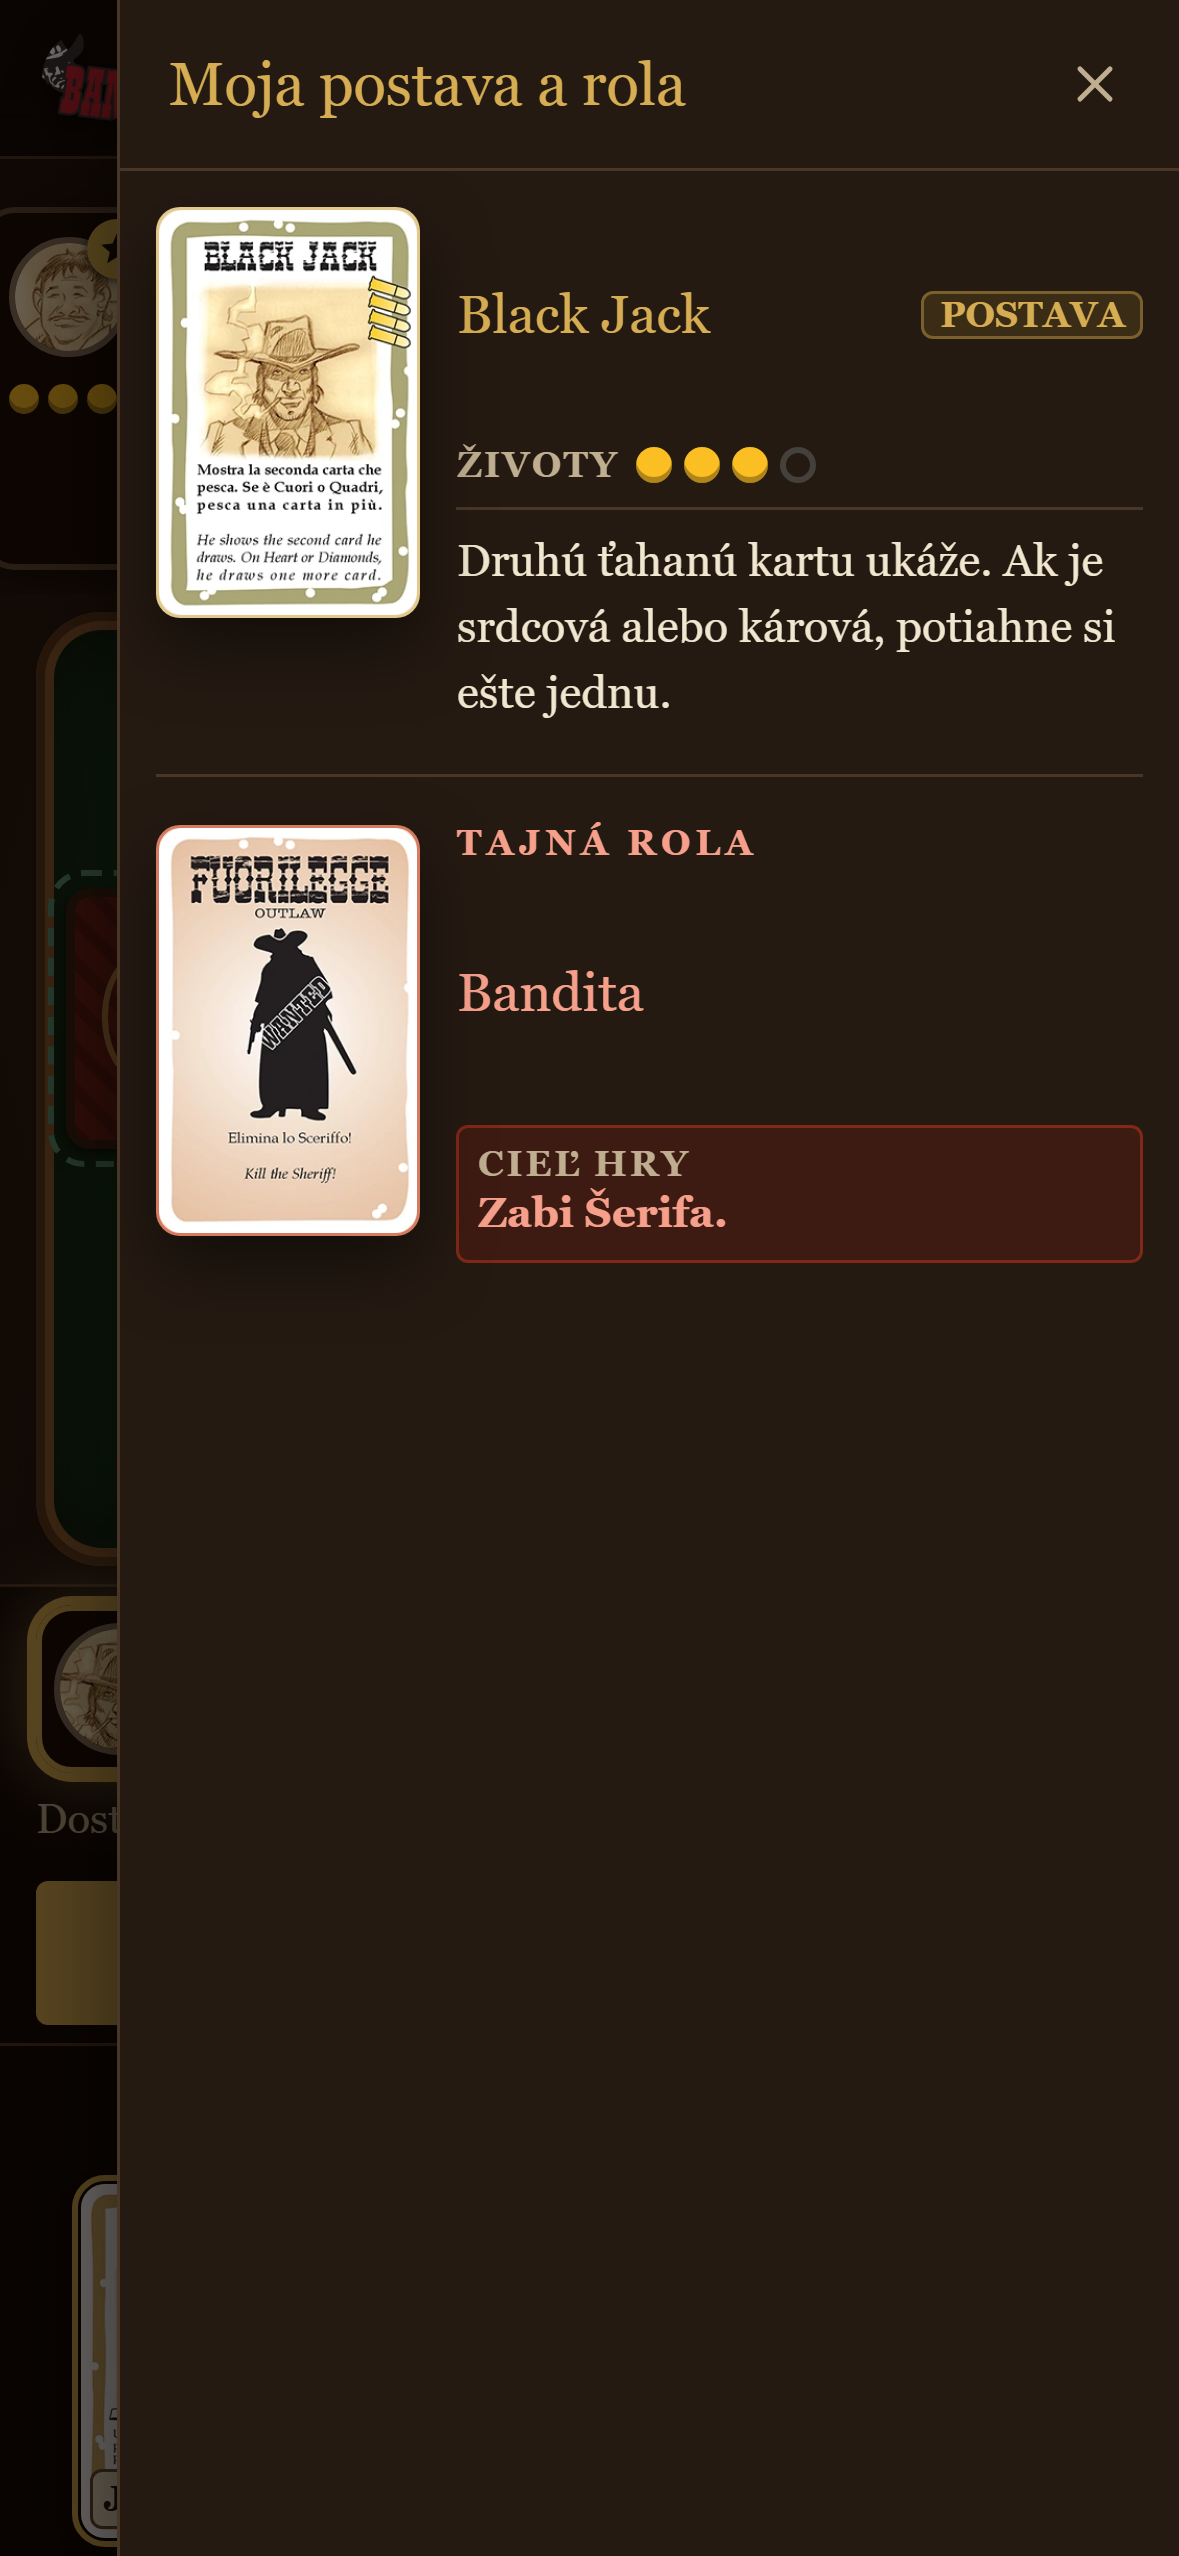 BAN
Moja postava a rola
BLACK JACK
Mostra la seconda carta che
pesca. Se è Cuori o Quadri,
pesca una carta in più.
He shows the second card he
draws. On Heart or Diamonds,
he draws one more card.
Black Jack
POSTAVA
ŽIVOTY
Druhú ťahanú kartu ukáže. Ak je
srdcová alebo kárová, potiahne si
ešte jednu.
FUORILEGGE
OUTLAW
WANTED
Elimina lo Sceriffo!
Kill the Sheriff!
TAJNÁ ROLA
Bandita
CIEĽ HRY
Zabi Šerifa.
Dost
J